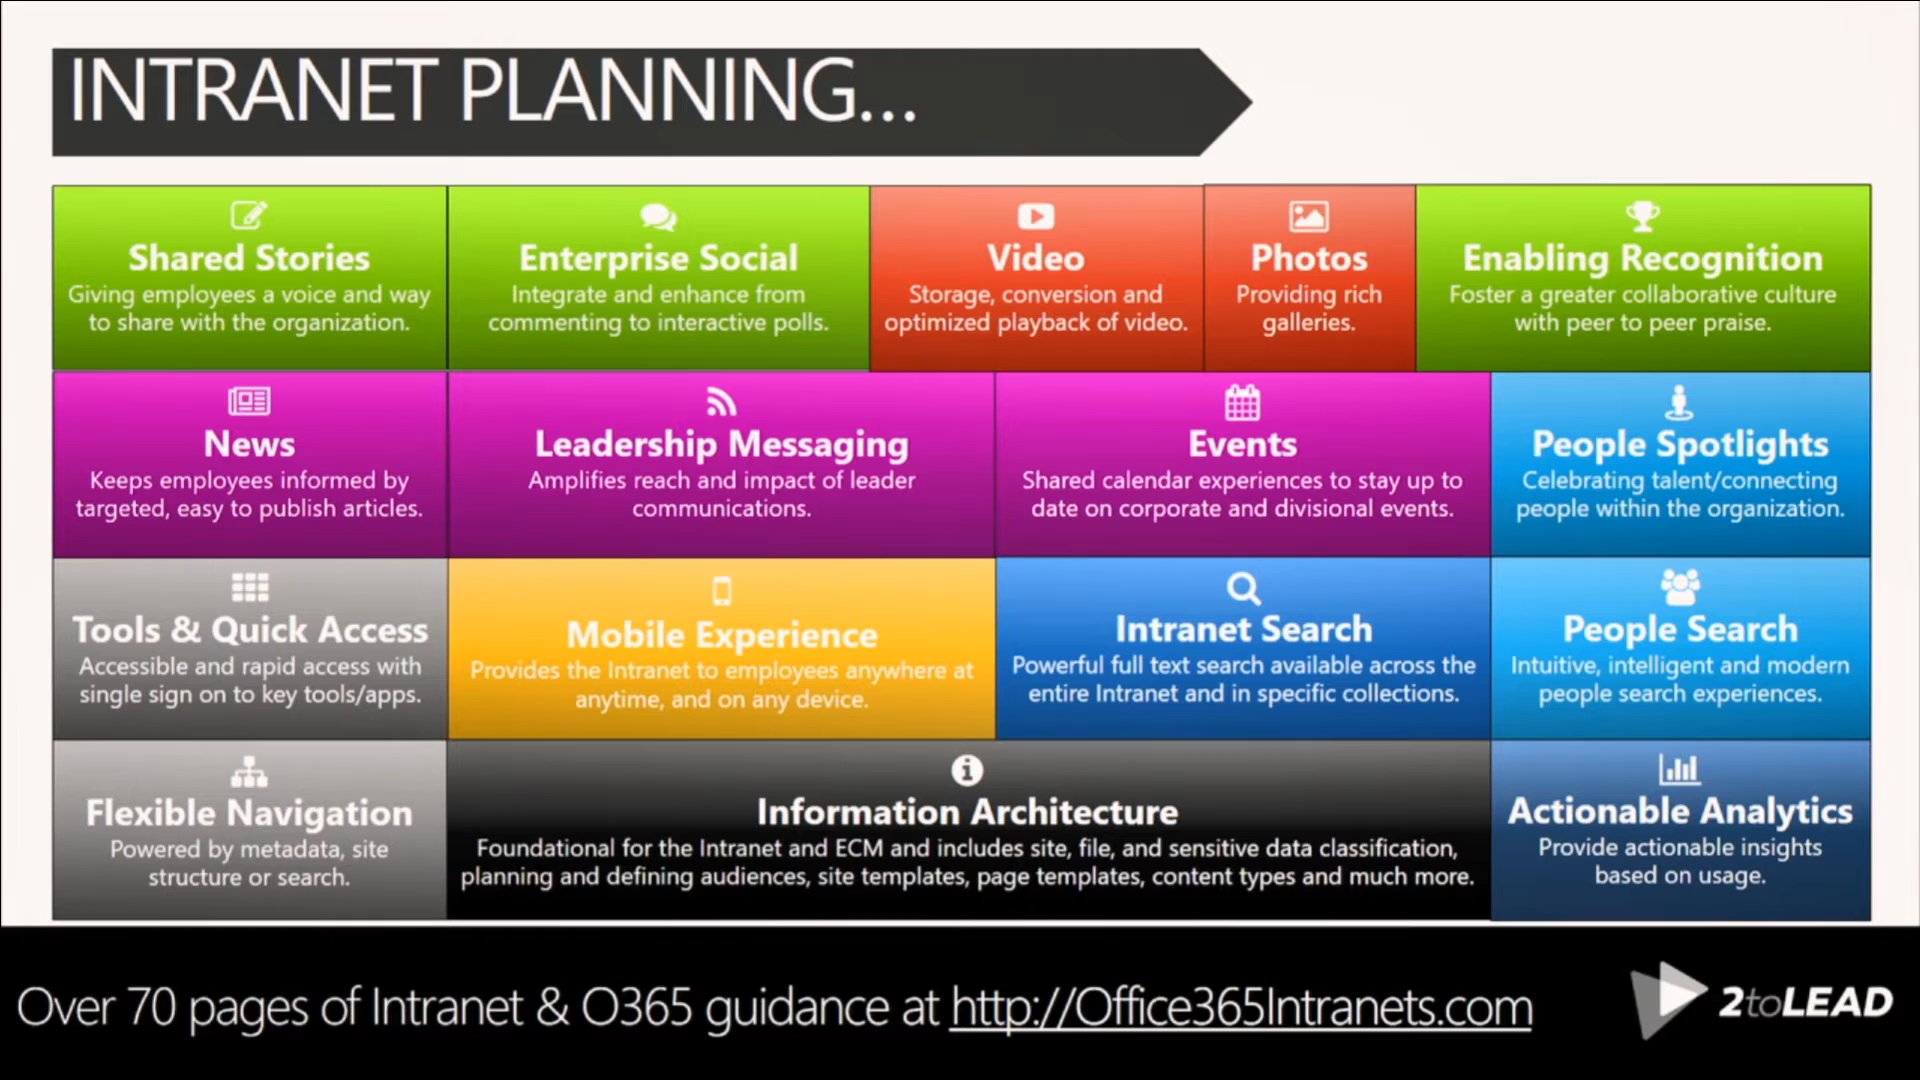 INTRANET PLANNING...
Shared Stories
Giving employees a voice and way
to share with the organization.
Enterprise Social
Integrate and enhance from
commenting to interactive polls.
Video
Storage, conversion and
optimized playback of video.
Photos
Providing rich
galleries.
Enabling Recognition
Foster a greater collaborative culture
with peer to peer praise.
News
Keeps employees informed by
targeted, easy to publish articles.
Leadership Messaging
Amplifies reach and impact of leader
communications.
Events
Shared calendar experiences to stay up to
date on corporate and divisional events.
People Spotlights
Celebrating talent/connecting
people within the organization.
Tools & Quick Access
Accessible and rapid access with
single sign on to key tools/apps.
Mobile Experience
Provides the Intranet to employees anywhere at
anytime, and on any device.
Intranet Search
Powerful full text search available across the
entire Intranet and in specific collections.
People Search
Intuitive, intelligent and modern
people search experiences.
Flexible Navigation
Powered by metadata, site
structure or search.
Information Architecture
Foundational for the Intranet and ECM and includes site, file, and sensitive data classification,
planning and defining audiences, site templates, page templates, content types and much more.
Actionable Analytics
Provide actionable insights
based on usage.
Over 70 pages of Intranet & O365 guidance at http://Office365Intranets.com
2toLEAD